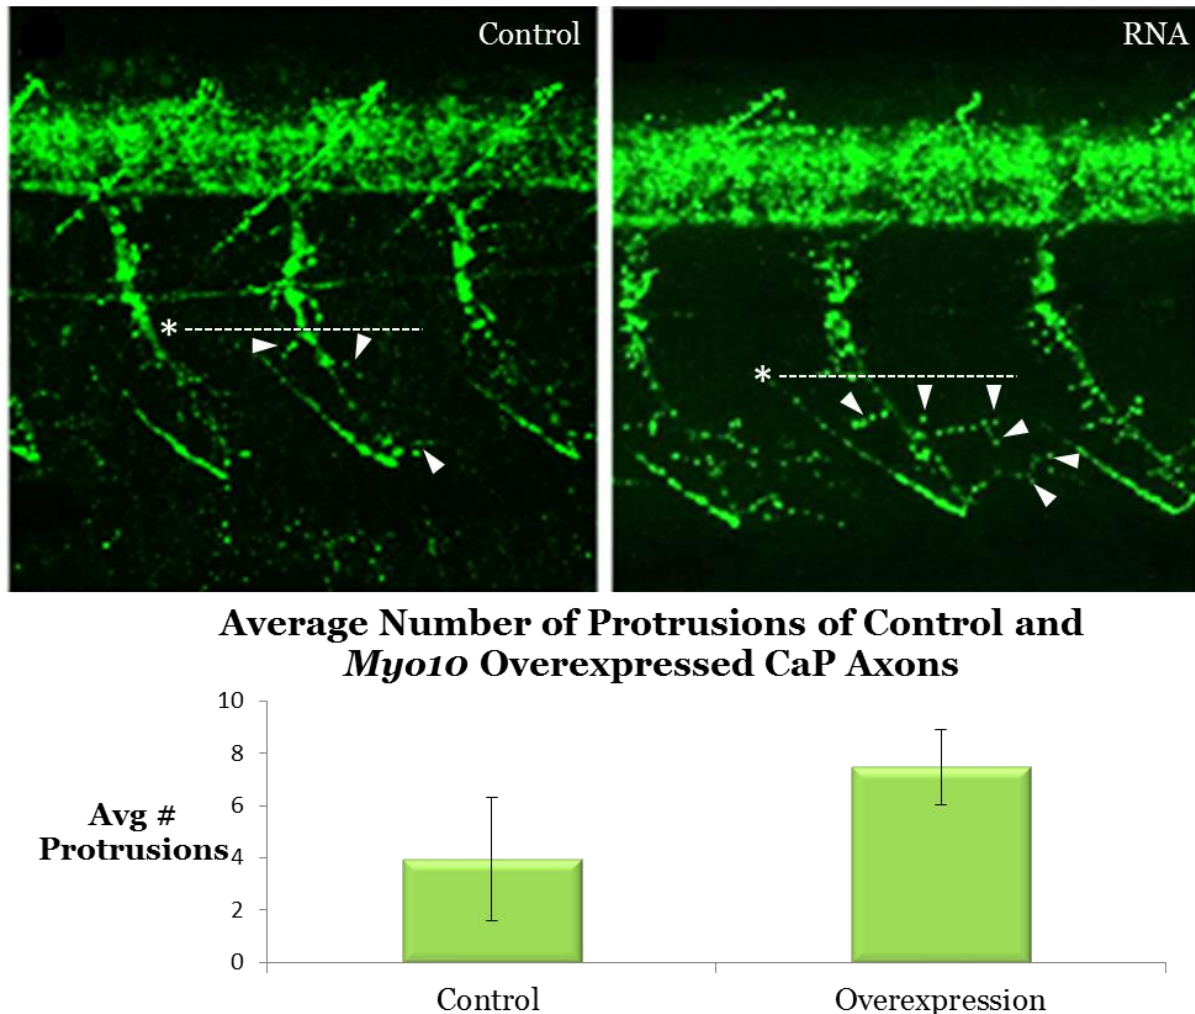 Control
RNA
*
*
Average Number of Protrusions of Control and
Myo10 Overexpressed CaP Axons
10
8
6
4
2
0
Avg #
Protrusions
Control
Overexpression